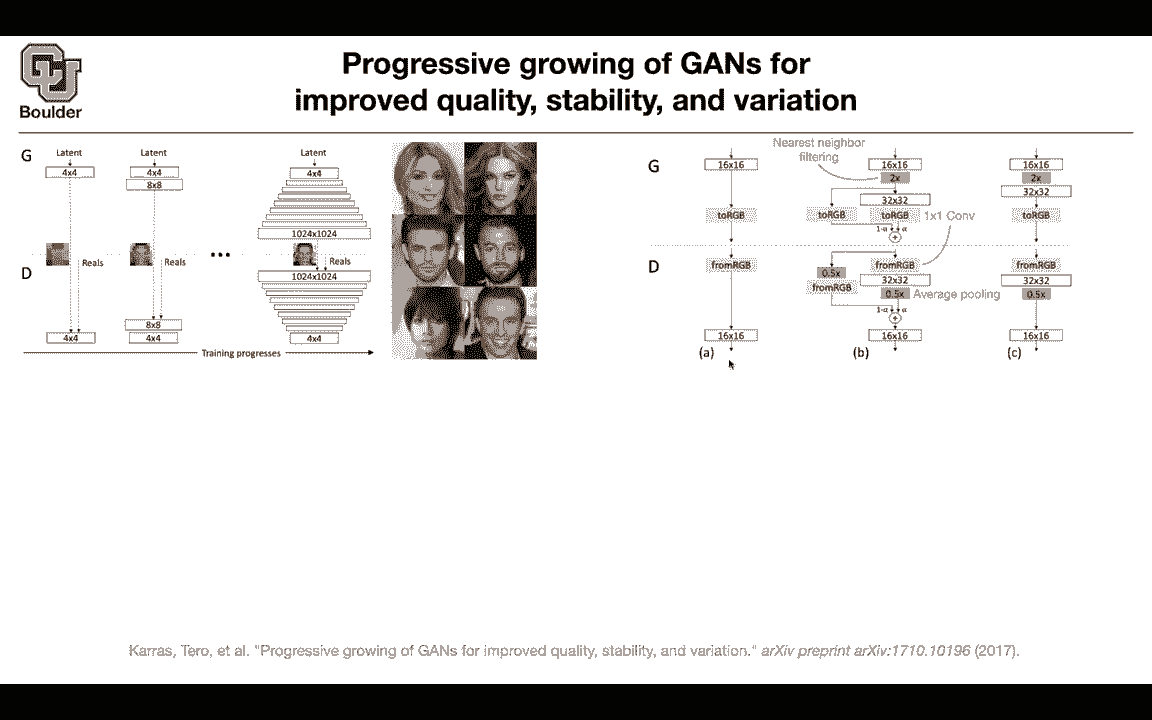 Boulder
Progressive growing of GANs for
improved quality, stability, and variation
G
Latent
Latent
Latent
4x4
4x4
4x4
8x8
1024x1024
Reals
Reals
Reals
D
1024x1024
8x8
4x4
4x4
4x4
Training progresses
Nearest neighbor
filtering
G
16x16
16x16
16x16
2x
2x
32x32
32x32
toRGB
toRGB
toRGB
toRGB
1x1 Conv
1-α
α
+
D
fromRGB
fromRGB
fromRGB
0.5x
32x32
32x32
fromRGB
0.5x
Average pooling
0.5x
1-α
α
+
16x16
16x16
16x16
(a)
(b)
(c)
Karras, Tero, et al. "Progressive growing of GANs for improved quality, stability, and variation." arXiv preprint arXiv:1710.10196 (2017).